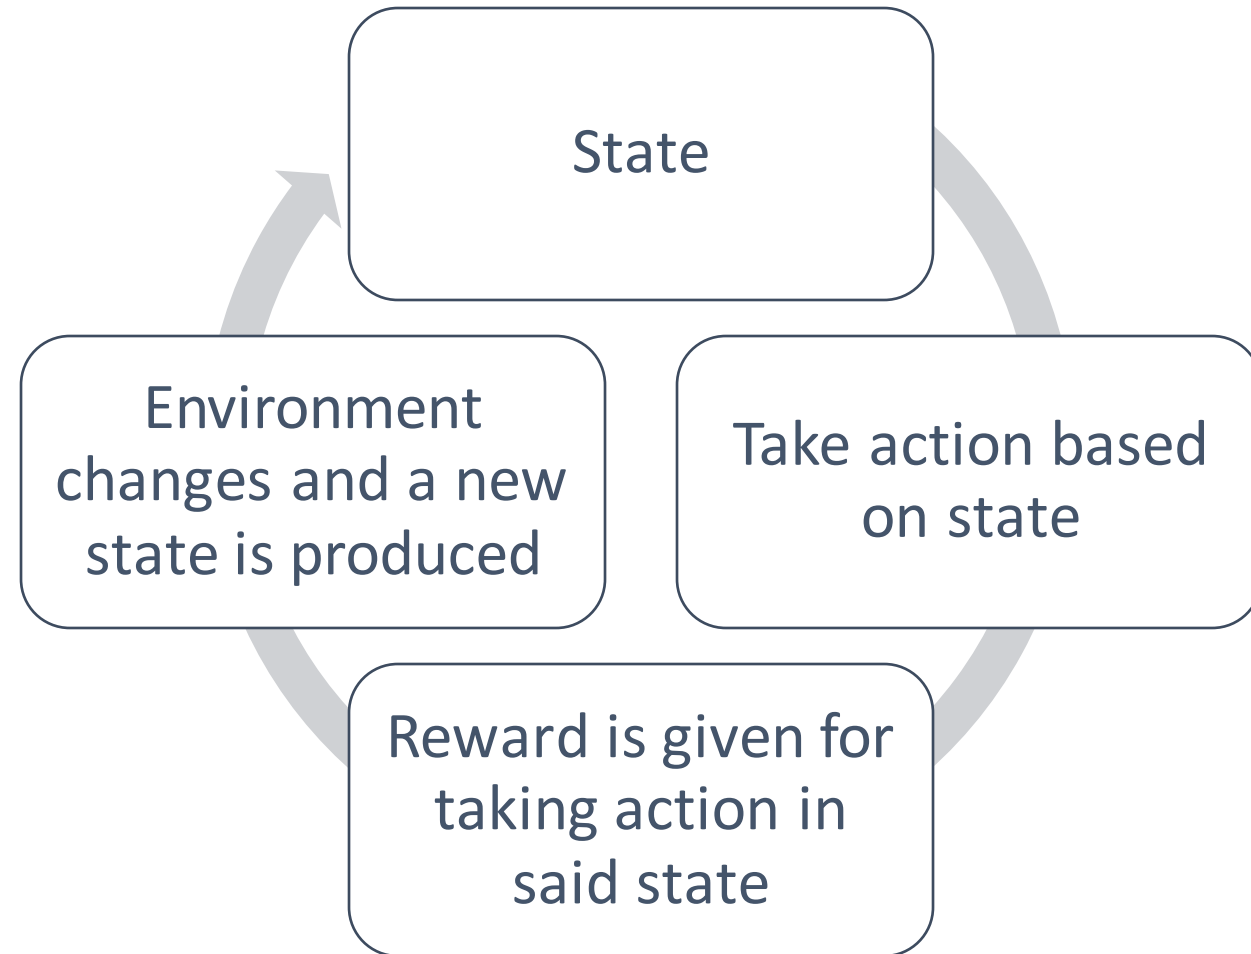 State
Take action based
on state
Reward is given for
taking action in
said state
Environment
changes and a new
state is produced